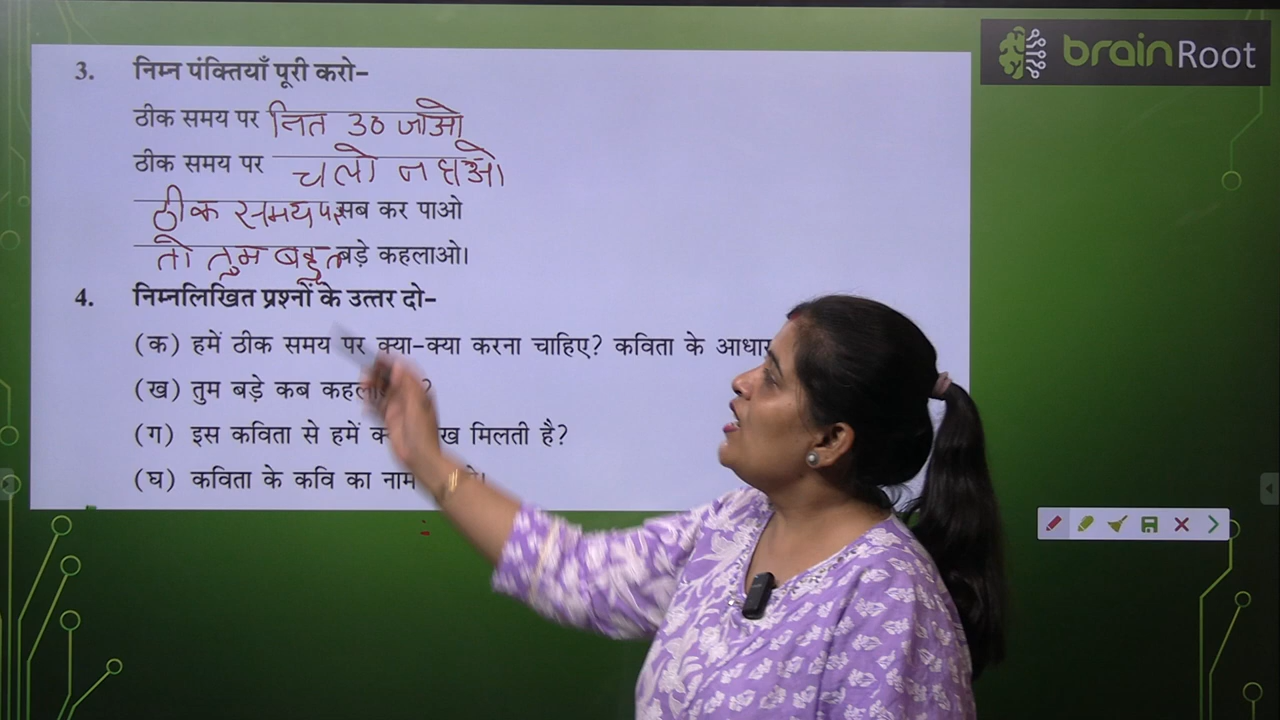 brainRoot
3. निम्न पंक्तियाँ पूरी करो–
ठीक समय पर नित उठ जाओ
ठीक समय पर चलो नहाओ
ठीक समय पर सब कर पाओ
तो तुम बहुत बड़े कहलाओ।
4. निम्नलिखित प्रश्नों के उत्तर दो–
(क) हमें ठीक समय पर क्या-क्या करना चाहिए? कविता के आधार
(ख) तुम बड़े कब ?
(ग) इस कविता से हमें मिलती है?
(घ) कविता के कवि का नाम